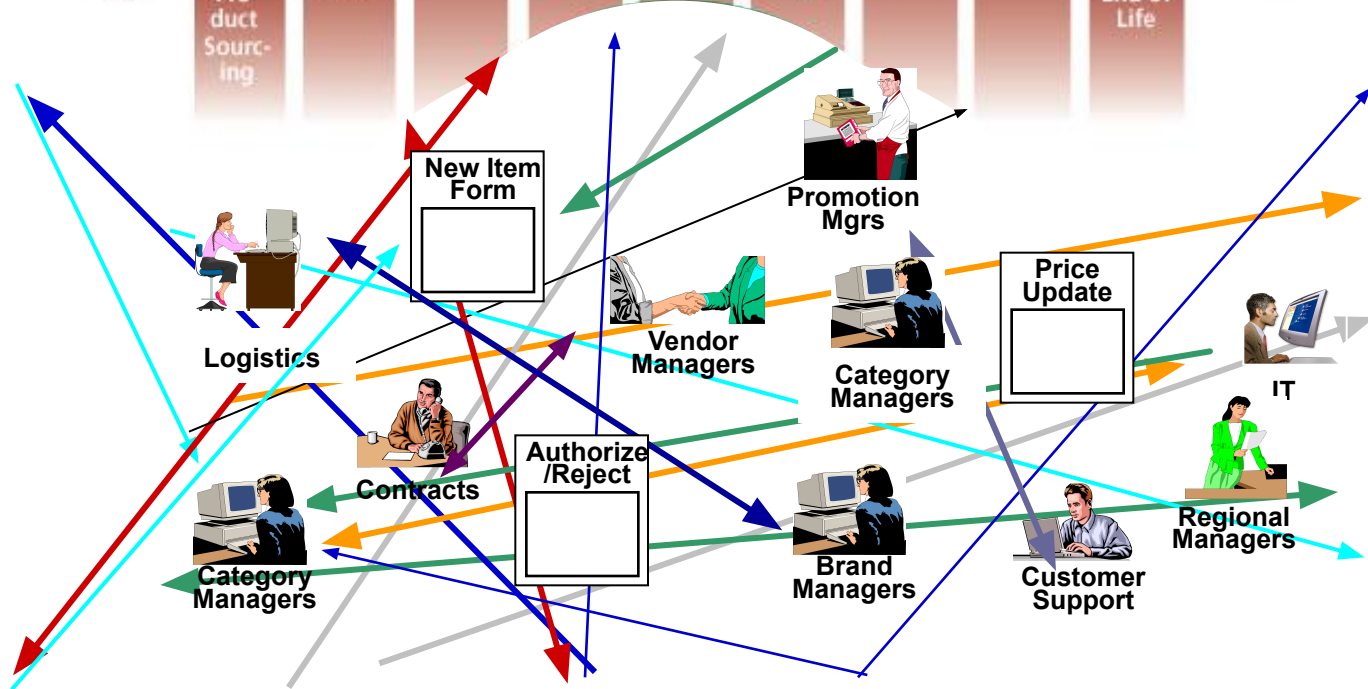 duct
Sourc-
ing
Life
New Item
Form
Promotion
Mgrs
Price
Update
Logistics
Vendor
Managers
Category
Managers
IT
Contracts
Authorize
/Reject
Regional
Managers
Category
Managers
Brand
Managers
Customer
Support